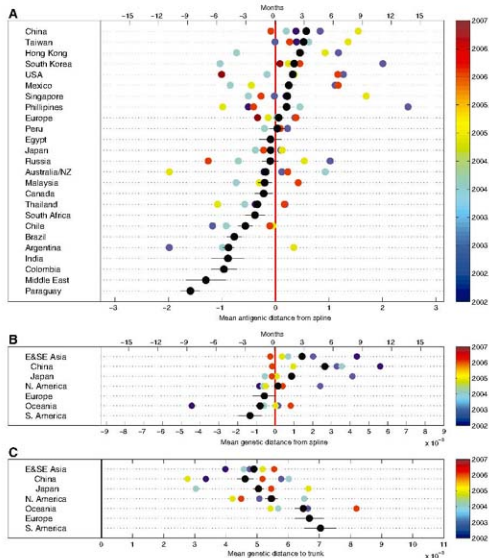 A
Months
-15 -12 -9 -6 -3 0 3 6 9 12 15
China
Taiwan
Hong Kong
South Korea
USA
Mexico
Singapore
Phillipines
Europe
Peru
Egypt
Japan
Russia
Australia/NZ
Malaysia
Canada
Thailand
South Africa
Chile
Brazil
Argentina
India
Colombia
Middle East
Paraguay
-3 -2 -1 0 1 2 3
Mean antigenic distance from spline
2007
2006
2005
2004
2003
2002
B
Months
-15 -12 -9 -6 -3 0 3 6 9 12 15
E&SE Asia
China
Japan
N. America
Europe
Oceania
S. America
-9 -8 -7 -6 -5 -4 -3 -2 -1 0 1 2 3 4 5 6 7 8 9
x 10⁻³
Mean genetic distance from spline
2007
2006
2005
2004
2003
2002
C
E&SE Asia
China
Japan
N. America
Oceania
Europe
S. America
0 1 2 3 4 5 6 7 8 9 10 11
x 10⁻³
Mean genetic distance to trunk
2007
2006
2005
2004
2003
2002